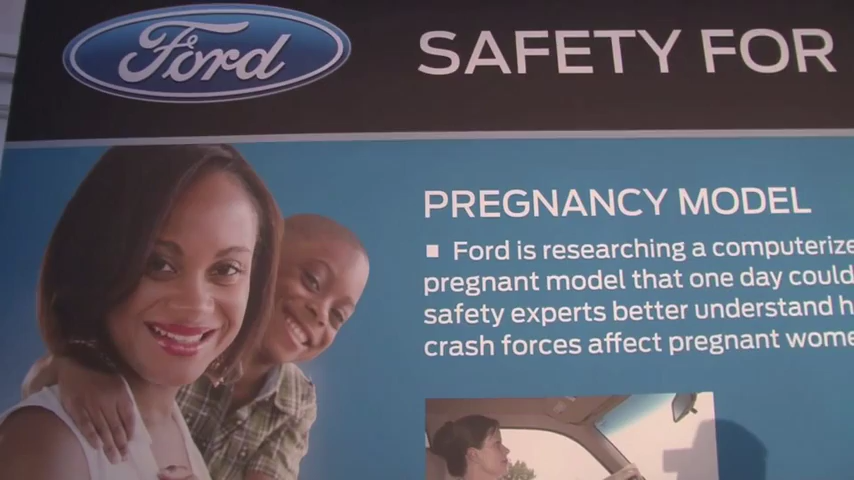 Ford
SAFETY FOR
PREGNANCY MODEL
Ford is researching a computerize
pregnant model that one day could
safety experts better understand h
crash forces affect pregnant wome